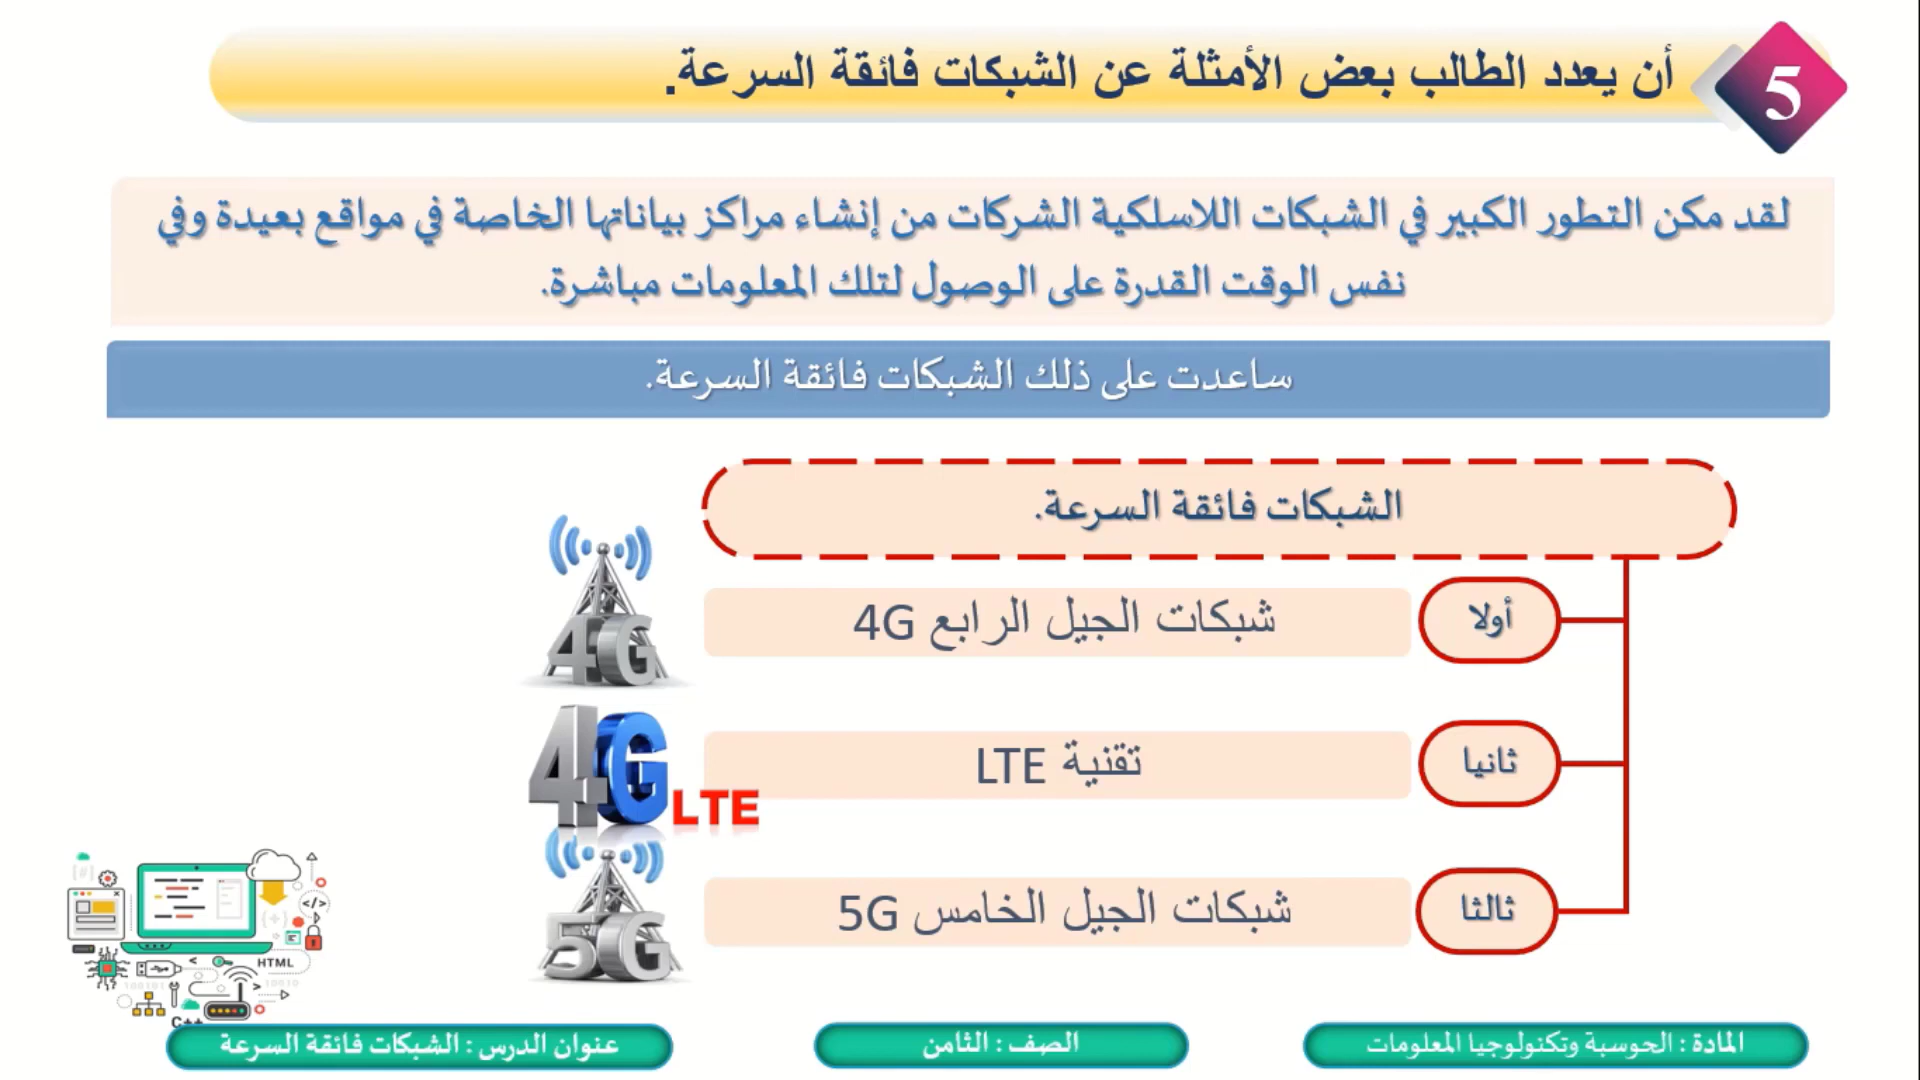 5
أن يعدد الطالب بعض الأمثلة عن الشبكات فائقة السرعة.
لقد مكن التطور الكبير في الشبكات اللاسلكية الشركات من إنشاء مراكز بياناتها الخاصة في مواقع بعيدة وفي
نفس الوقت القدرة على الوصول لتلك المعلومات مباشرة.
ساعدت على ذلك الشبكات فائقة السرعة.
الشبكات فائقة السرعة.
أولا
شبكات الجيل الرابع 4G
4G
ثانيا
تقنية LTE
4G LTE
ثالثا
شبكات الجيل الخامس 5G
5G
</>
HTML
10010
C++
المادة : الحوسبة وتكنولوجيا المعلومات
الصف : الثامن
عنوان الدرس : الشبكات فائقة السرعة